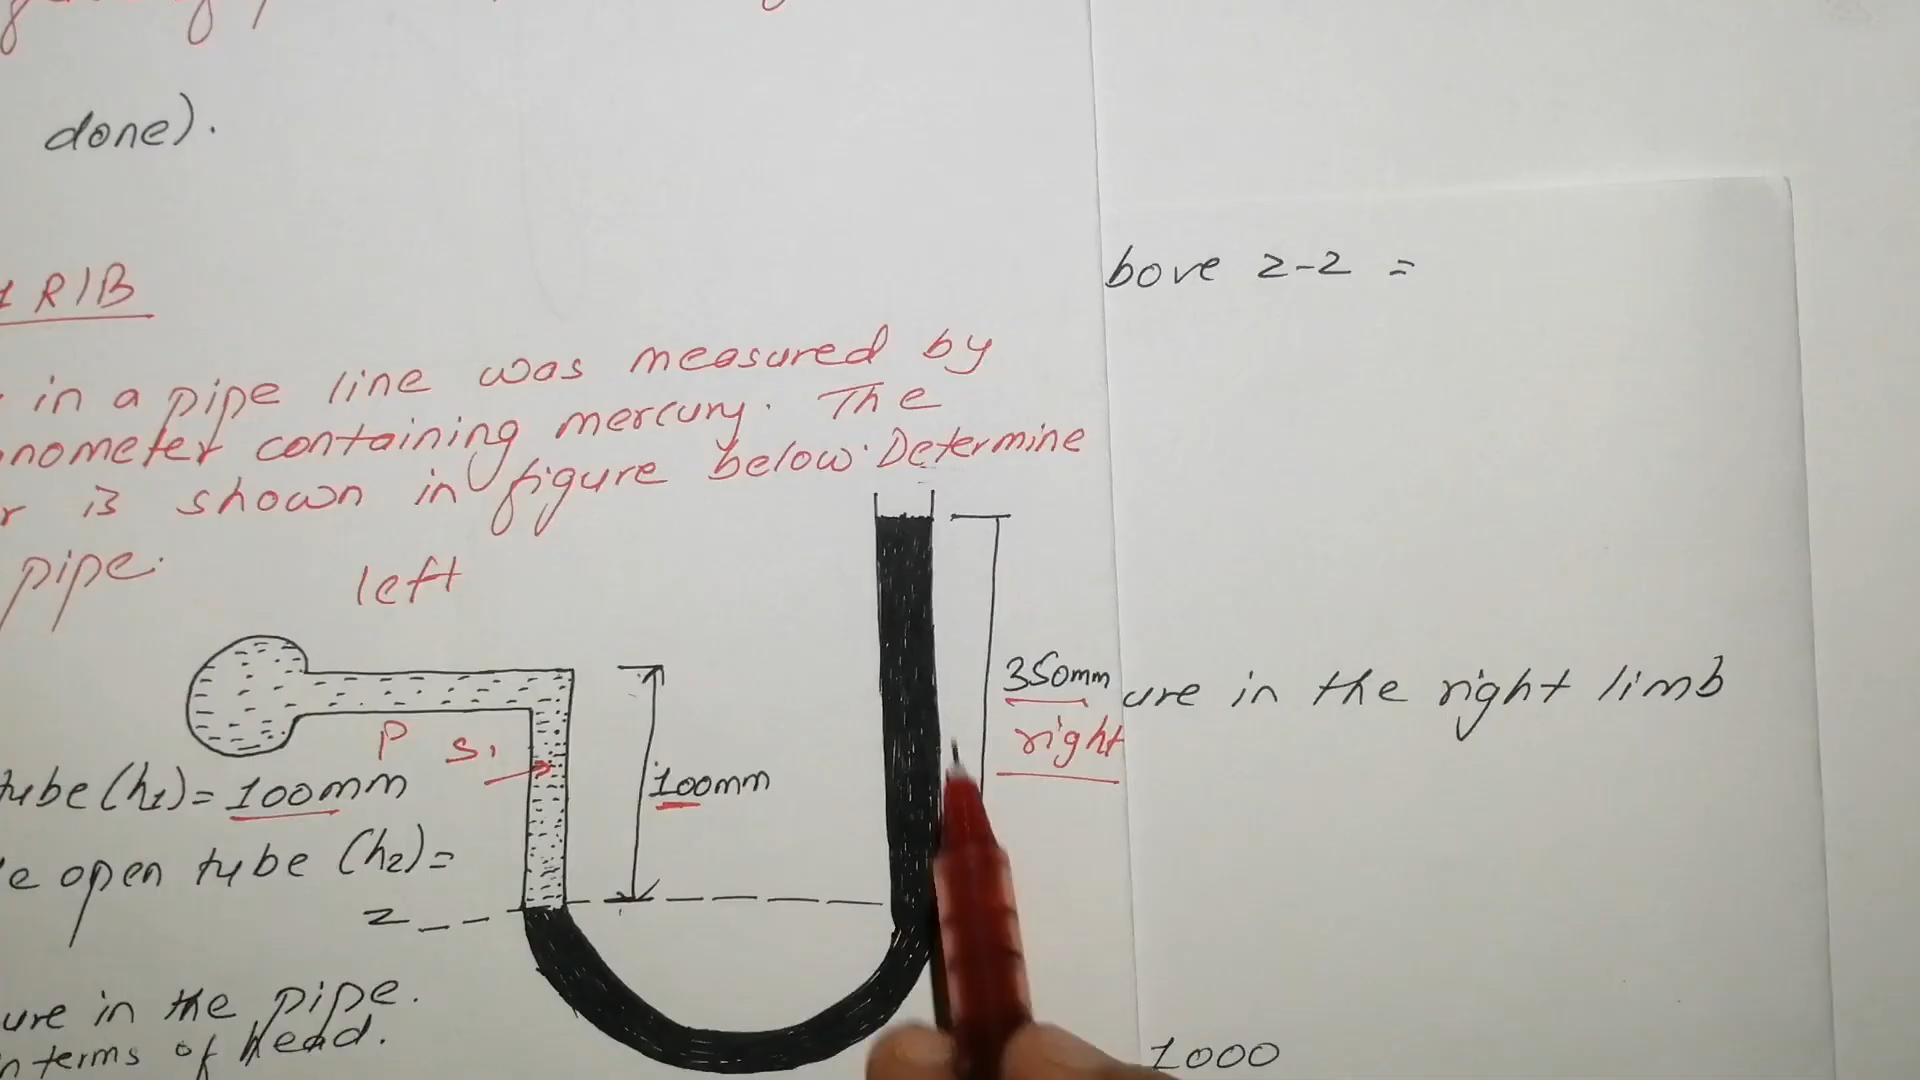 done).
1 R/B
in a pipe line was measured by
nometer containing mercury. The
r is shown in figure below. Determine
pipe.
left
bove z-z =
350mm
right
ure in the right limb
P S₁
100mm
tube (h₁) = 100mm
e open tube (h₂) =
z
ure in the pipe.
n terms of head.
1000